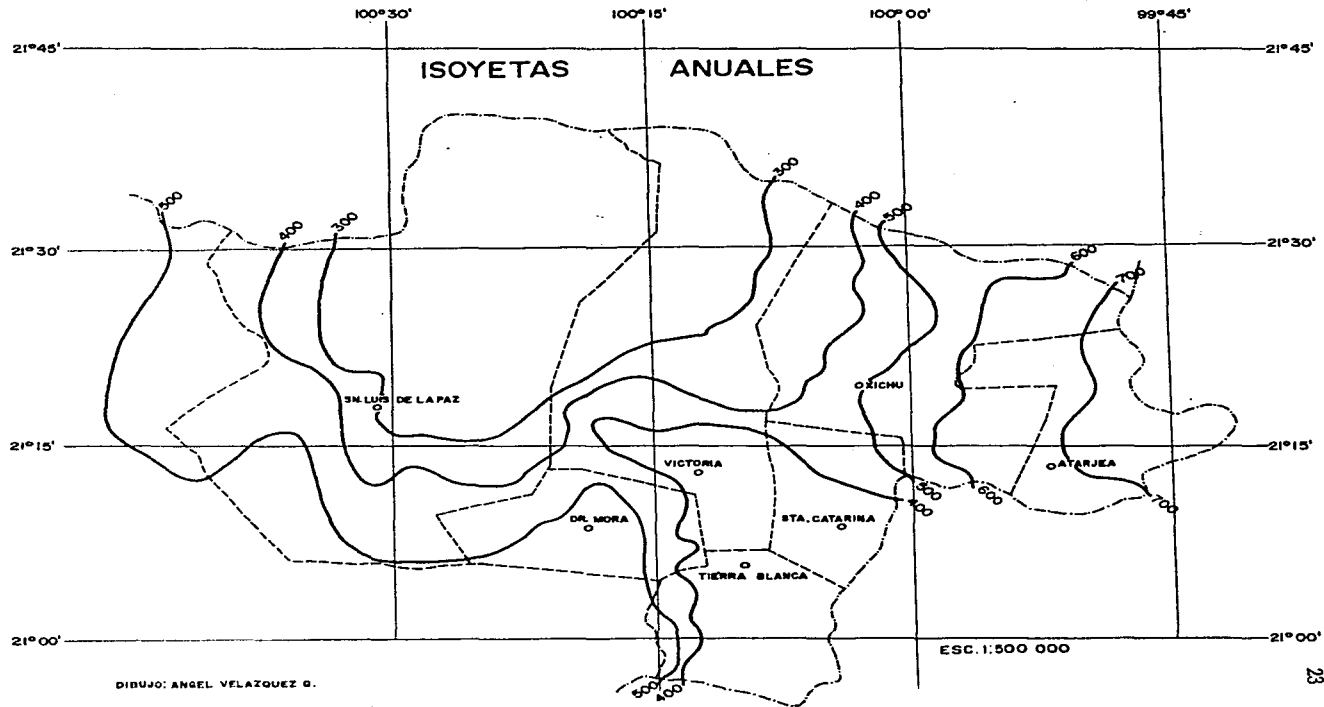 100°30' 100°15' 100°00' 99°45'
21°45' 21°45'
ISOYETAS ANUALES
500 400 300 300 400 500 600 700
21°30' 21°30'
SN. LUIS DE LA PAZ
XICHU
21°15' 21°15'
VICTORIA
ATARJEA
500 600 700
400
DR. MORA
STA. CATARINA
TIERRA BLANCA
21°00' 21°00'
ESC. 1:500 000
500 400
DIBUJO: ANGEL VELAZQUEZ G.
23